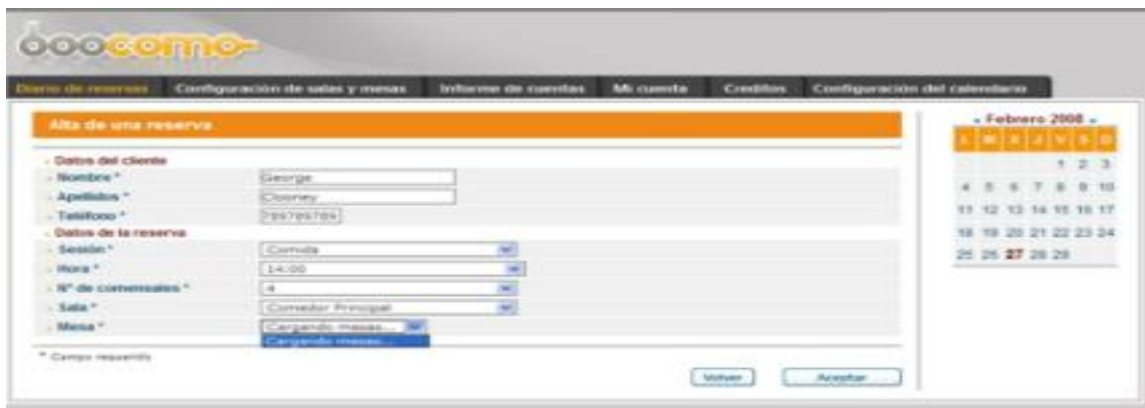 doocomo
Diario de reservas Configuración de salas y mesas Informe de cuentas Mi cuenta Creditos Configuración del calendario
Alta de una reserva
Datos del cliente
Nombre * George
Apellidos * Clooney
Teléfono * 789789789
Datos de la reserva
Sesión * Comida
Hora * 14:00
Nº de comensales * 4
Sala * Comedor Principal
Mesa * Cargando mesas...
Cargando mesas...
* Campo requerido
Volver Aceptar
Febrero 2008
L M X J V S D
1 2 3
4 5 6 7 8 9 10
11 12 13 14 15 16 17
18 19 20 21 22 23 24
25 26 27 28 29